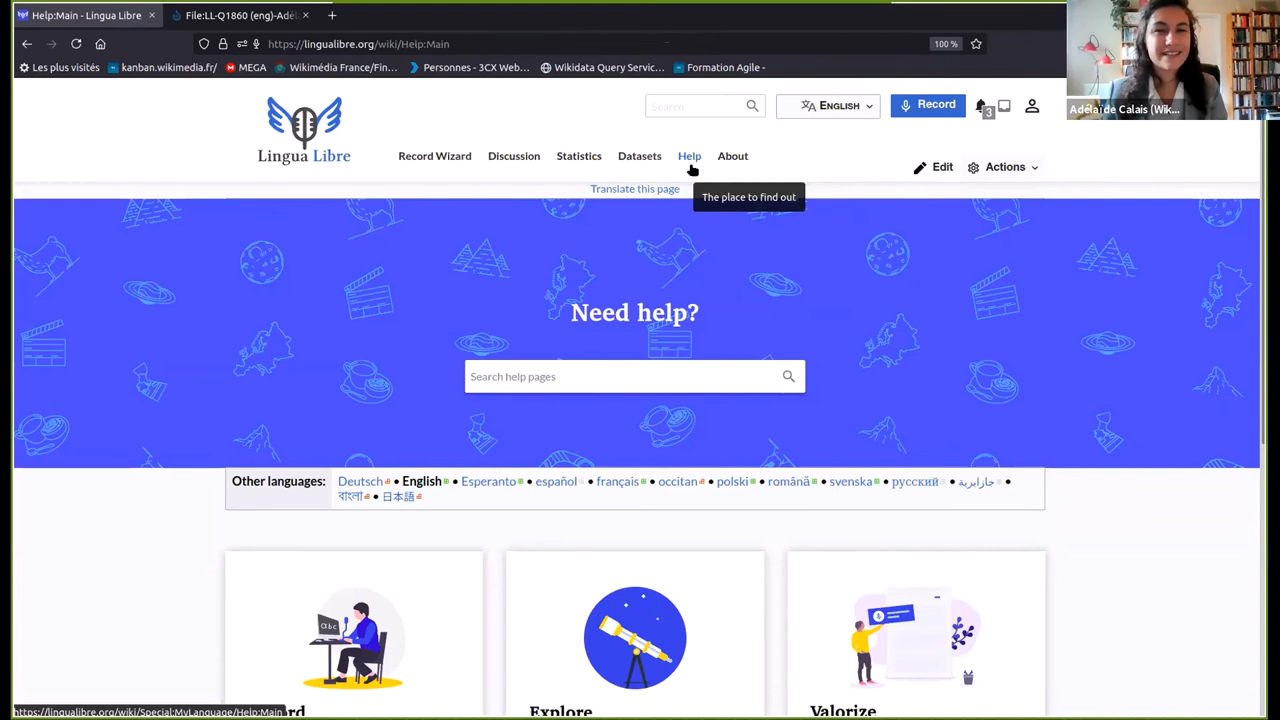 Help:Main - Lingua Libre ×
File:LL-Q1860 (eng)-Adél ×
https://lingualibre.org/wiki/Help:Main
100 %
Les plus visités
kanban.wikimedia.fr/
MEGA
Wikimédia France/Fin...
Personnes - 3CX Web...
Wikidata Query Servic...
Formation Agile -
Adélaïde Calais (Wik...
Search
ENGLISH
Record
3
Lingua Libre
Record Wizard
Discussion
Statistics
Datasets
Help
About
Edit
Actions
Translate this page
The place to find out
Need help?
Search help pages
Other languages: Deutsch • English • Esperanto • español • français • occitan • polski • română • svenska • русский • جازايرية •
বাংলা • 日本語
Explore
Valorize
https://lingualibre.org/wiki/Special:MyLanguage/Help:Main